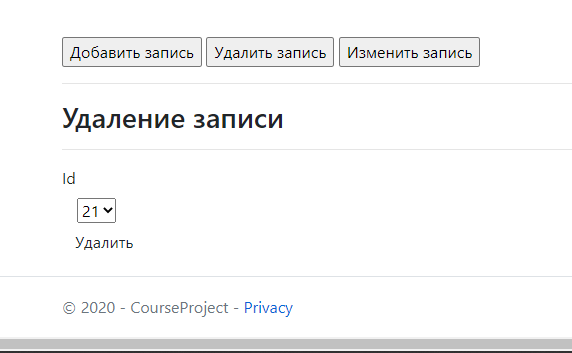 Добавить запись Удалить запись Изменить запись
Удаление записи
Id
21
Удалить
© 2020 - CourseProject - Privacy